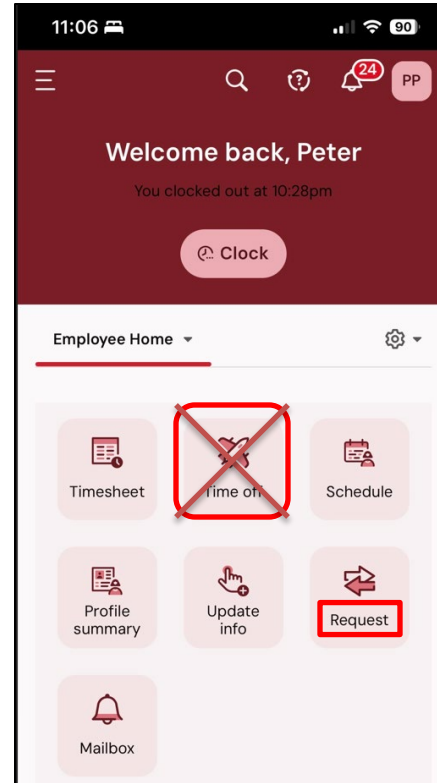 11:06
90
24
PP
Welcome back, Peter
You clocked out at 10:28pm
Clock
Employee Home
Timesheet
Time off
Schedule
Profile
summary
Update
info
Request
Mailbox